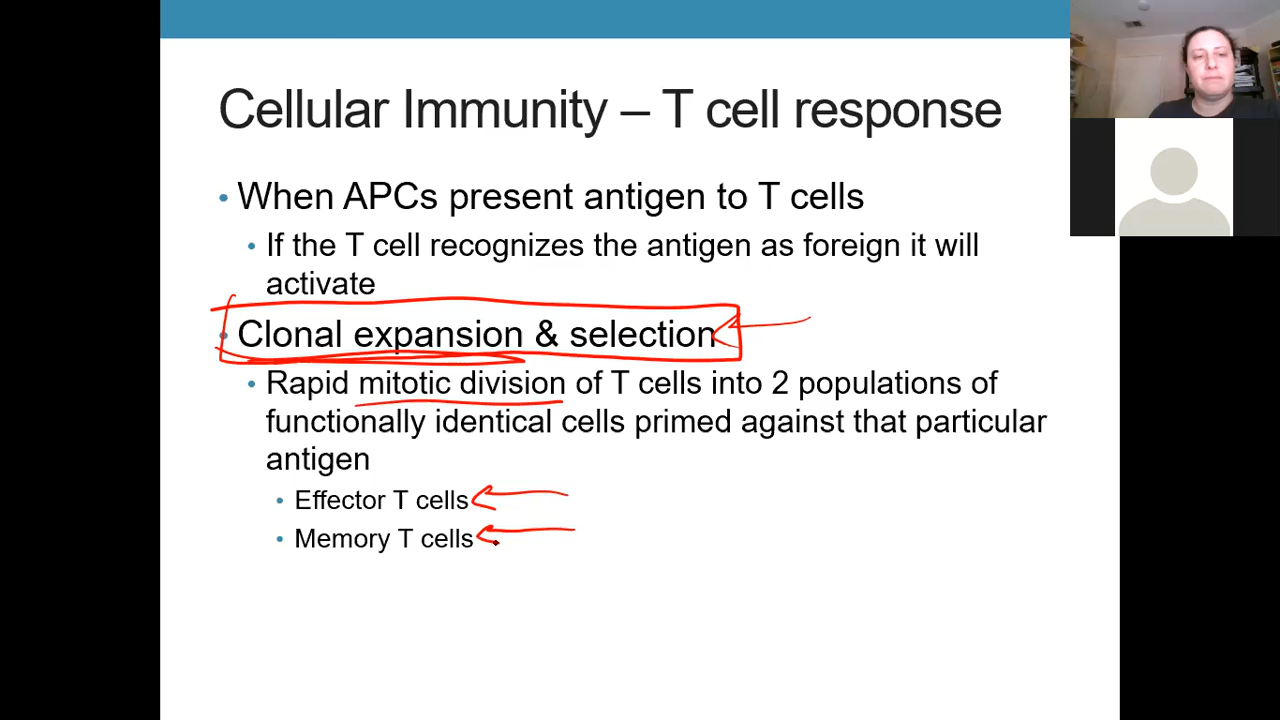 Cellular Immunity – T cell response
• When APCs present antigen to T cells
• If the T cell recognizes the antigen as foreign it will
activate
• Clonal expansion & selection
• Rapid mitotic division of T cells into 2 populations of
functionally identical cells primed against that particular
antigen
• Effector T cells
• Memory T cells